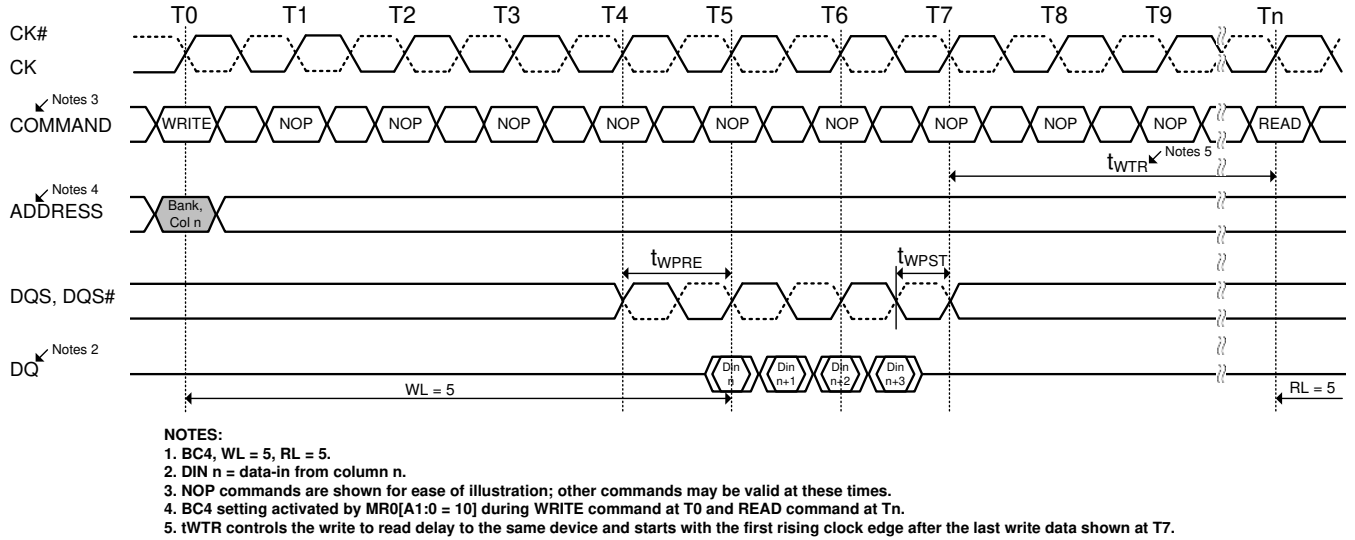 T0 T1 T2 T3 T4 T5 T6 T7 T8 T9 Tn
CK#
CK
Notes 3
COMMAND WRITE NOP NOP NOP NOP NOP NOP NOP NOP NOP READ
tWTR Notes 5
Notes 4
ADDRESS
Bank,
Col n
tWPRE tWPST
DQS, DQS#
Notes 2
DQ
Din Din Din Din
n n+1 n+2 n+3
WL = 5 RL = 5
NOTES:
1. BC4, WL = 5, RL = 5.
2. DIN n = data-in from column n.
3. NOP commands are shown for ease of illustration; other commands may be valid at these times.
4. BC4 setting activated by MR0[A1:0 = 10] during WRITE command at T0 and READ command at Tn.
5. tWTR controls the write to read delay to the same device and starts with the first rising clock edge after the last write data shown at T7.